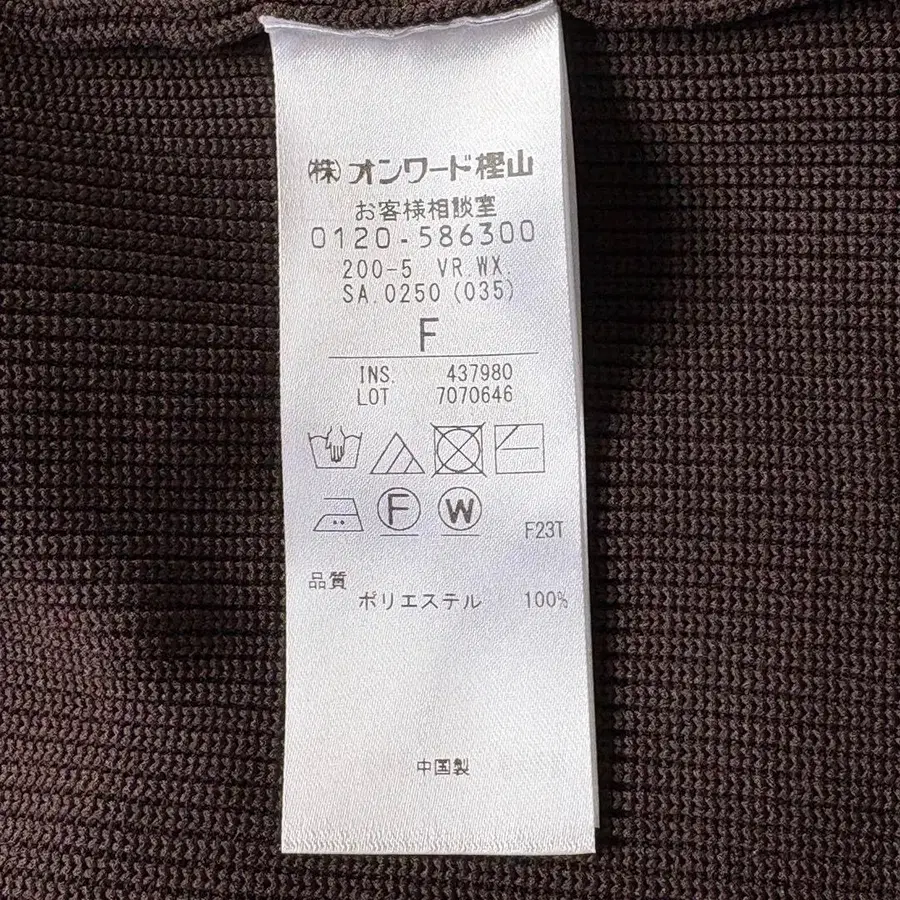 (株)オンワード樫山
お客様相談室
0120-586300
200-5 VR.WX.
SA.0250(035)
F
INS. 437980
LOT 7070646
F W
F23T
品質
ポリエステル 100%
中国製